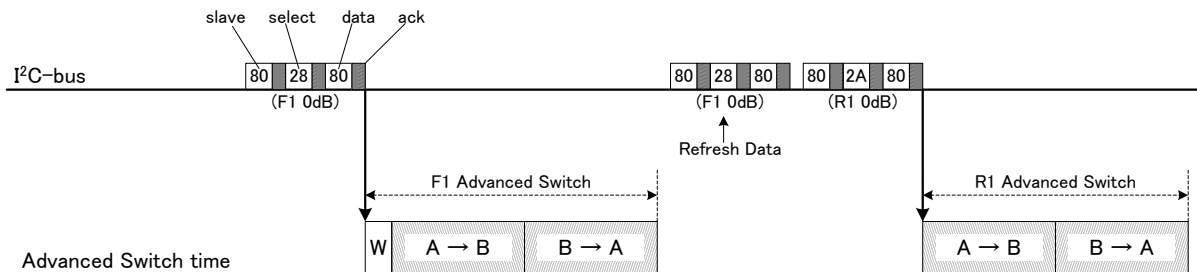 slave select data ack
I²C-bus
80 28 80 80 28 80 80 2A 80
(F1 0dB) (F1 0dB) (R1 0dB)
Refresh Data
F1 Advanced Switch R1 Advanced Switch
W A → B B → A A → B B → A
Advanced Switch time